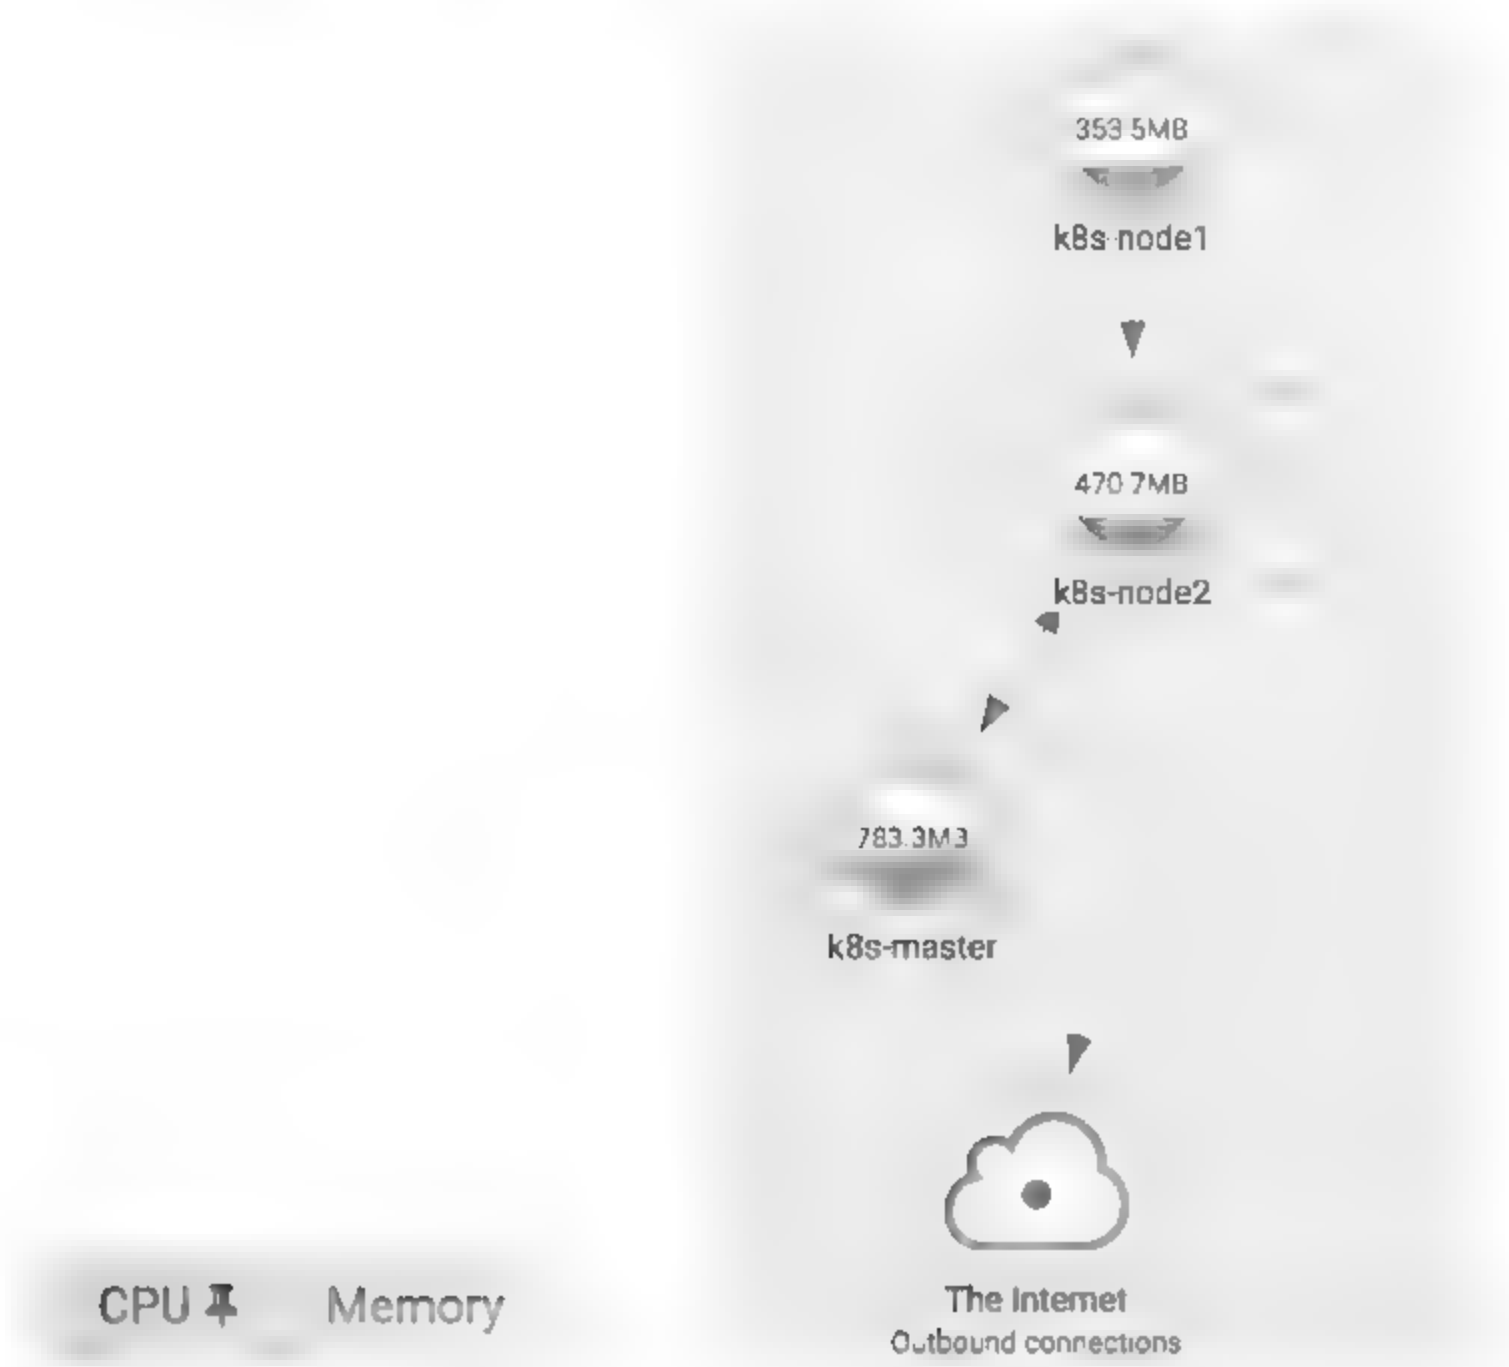 353.5MB
k8s-node1
470.7MB
k8s-node2
783.3MB
k8s-master
CPU Memory
The Internet
Outbound connections